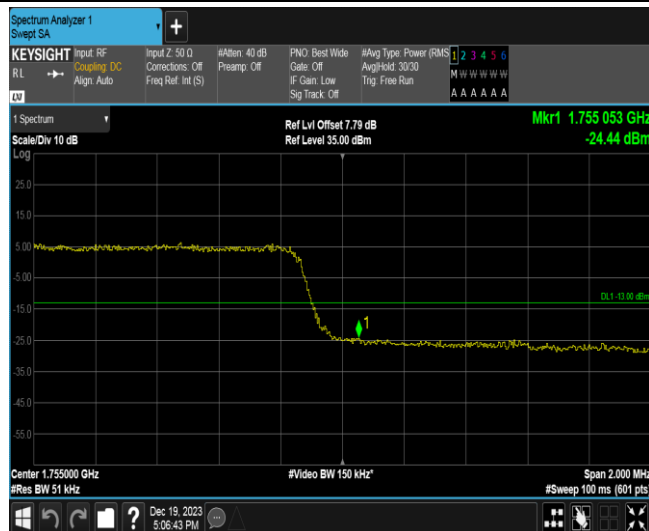 Spectrum Analyzer 1
Swept SA
+
KEYSIGHT
RL
LXI
Input: RF
Coupling: DC
Align: Auto
Input Z: 50 Ω
Corrections: Off
Freq Ref: Int (S)
#Atten: 40 dB
Preamp: Off
PNO: Best Wide
Gate: Off
IF Gain: Low
Sig Track: Off
#Avg Type: Power (RMS
Avg|Hold: 30/30
Trig: Free Run
1 2 3 4 5 6
M W W W W W
A A A A A A
1 Spectrum
Scale/Div 10 dB
Ref Lvl Offset 7.79 dB
Ref Level 35.00 dBm
Mkr1 1.755 053 GHz
-24.44 dBm
Log
25.0
15.0
5.00
-5.00
DL1 -13.00 dBm
-15.0
1
-25.0
-35.0
-45.0
-55.0
Center 1.755000 GHz
#Video BW 150 kHz*
Span 2.000 MHz
#Res BW 51 kHz
#Sweep 100 ms (601 pts)
?
Dec 19, 2023
5:06:43 PM